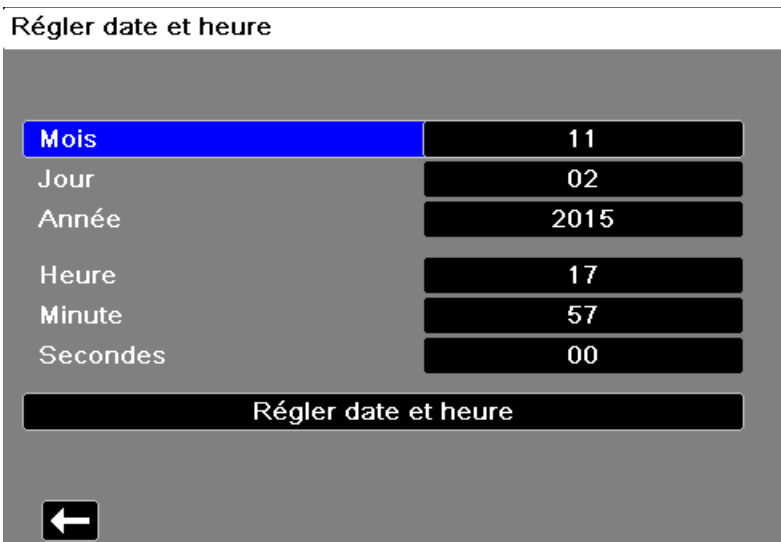 Régler date et heure
Mois 11
Jour 02
Année 2015
Heure 17
Minute 57
Secondes 00
Régler date et heure